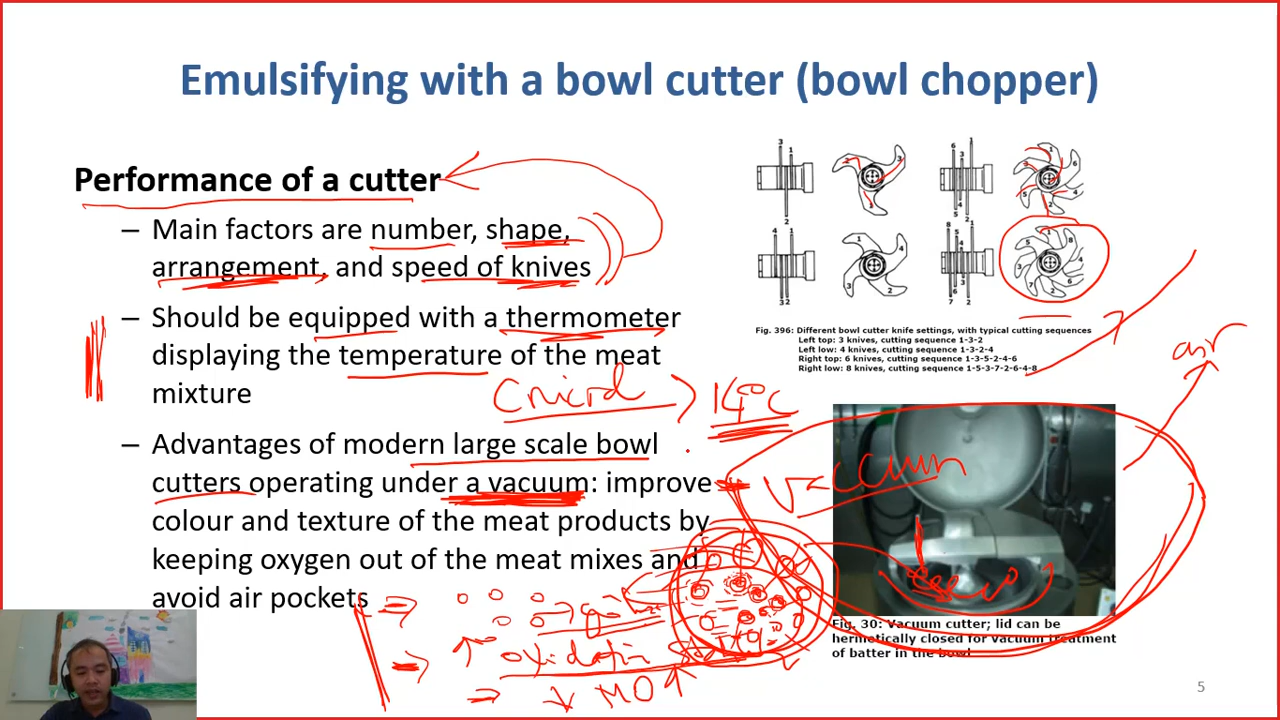 Emulsifying with a bowl cutter (bowl chopper)
Performance of a cutter
– Main factors are number, shape,
arrangement, and speed of knives
– Should be equipped with a thermometer
displaying the temperature of the meat
mixture
– Advantages of modern large scale bowl
cutters operating under a vacuum: improve
colour and texture of the meat products by
keeping oxygen out of the meat mixes and
avoid air pockets
Fig. 396: Different bowl cutter knife settings, with typical cutting sequences
Left top: 3 knives, cutting sequence 1-3-2
Left low: 4 knives, cutting sequence 1-3-2-4
Right top: 6 knives, cutting sequence 1-3-5-2-4-6
Right low: 8 knives, cutting sequence 1-5-3-7-2-6-4-8
air
14°C
Vaccum
Fig. 30: Vacuum cutter; lid can be
hermetically closed for vacuum treatment
of batter in the bowl
↑ oxidatin
↓ MO ↑
5